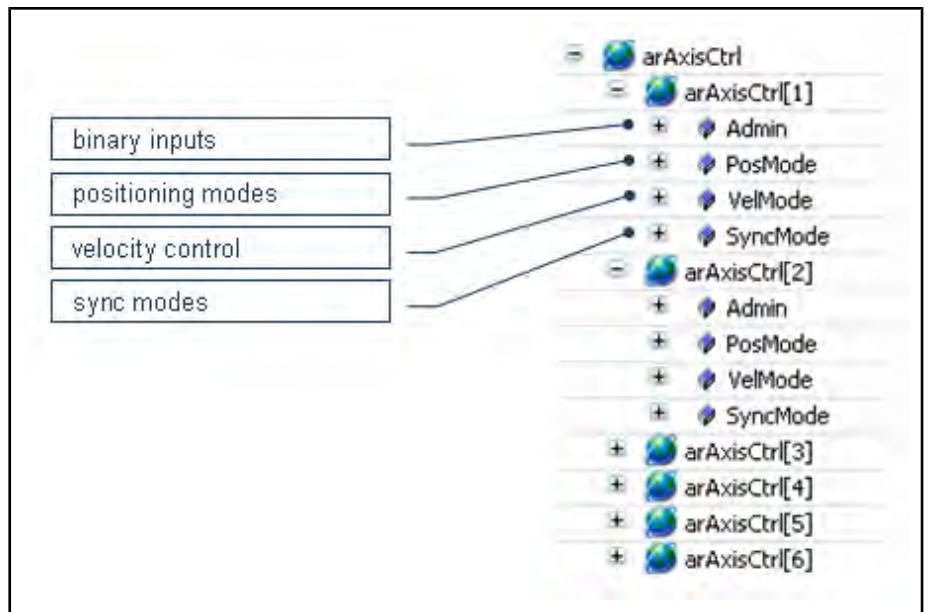 arAxisCtrl
arAxisCtrl[1]
binary inputs
Admin
positioning modes
PosMode
velocity control
VelMode
sync modes
SyncMode
arAxisCtrl[2]
Admin
PosMode
VelMode
SyncMode
arAxisCtrl[3]
arAxisCtrl[4]
arAxisCtrl[5]
arAxisCtrl[6]